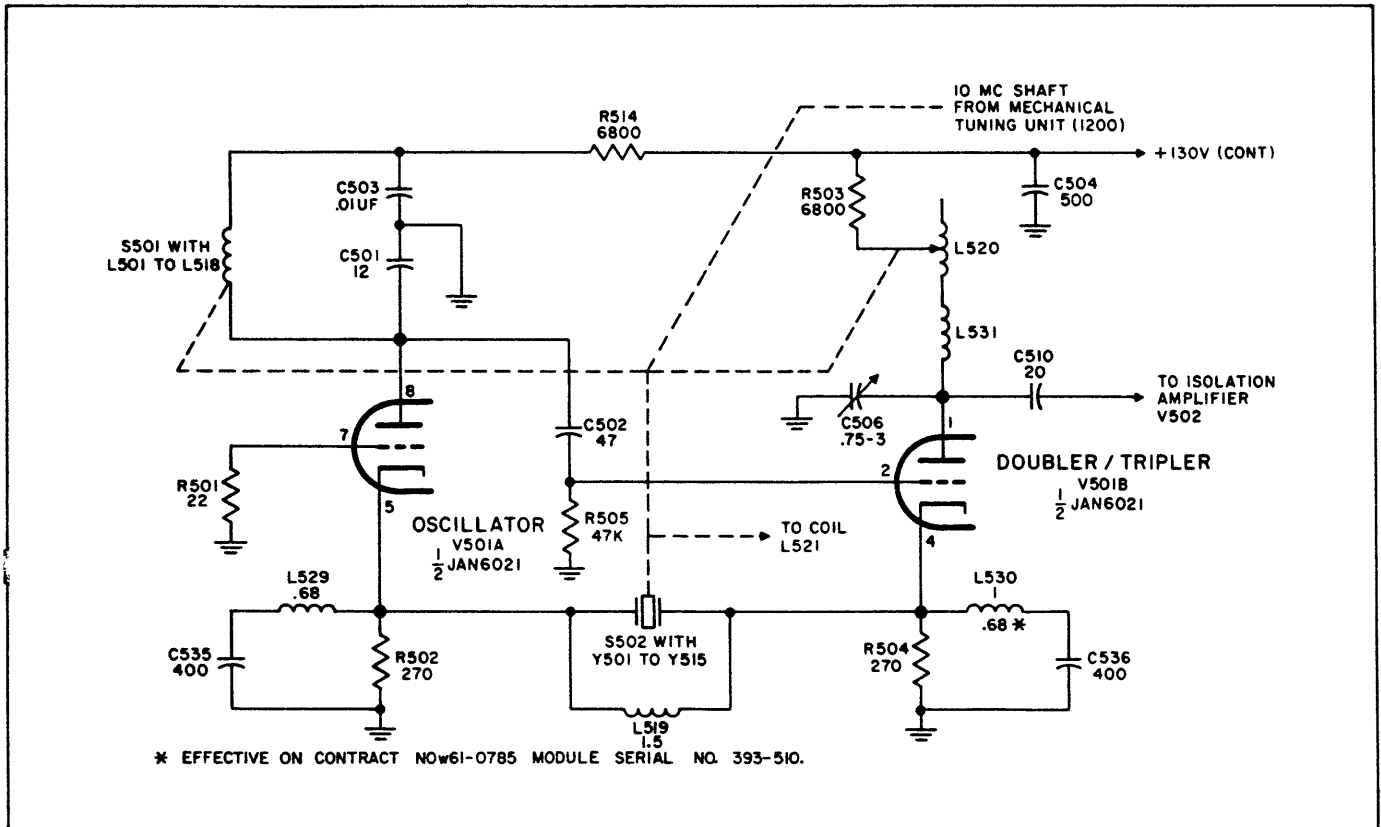 10 MC SHAFT
FROM MECHANICAL
TUNING UNIT (1200)
R514
6800
+130V (CONT)
C503
.01UF
R503
6800
C504
500
S501 WITH
L501 TO L518
C501
12
L520
L531
C510
20
TO ISOLATION
AMPLIFIER
V502
8
C506
.75-3
1
7
C502
47
2
DOUBLER / TRIPLER
V501B
1/2 JAN6021
R501
22
5
OSCILLATOR
V501A
1/2 JAN6021
R505
47K
TO COIL
L521
4
L529
.68
L530
1
.68 *
S502 WITH
Y501 TO Y515
C535
400
R502
270
R504
270
C536
400
L519
1.5
* EFFECTIVE ON CONTRACT NOw61-0785 MODULE SERIAL NO. 393-510.